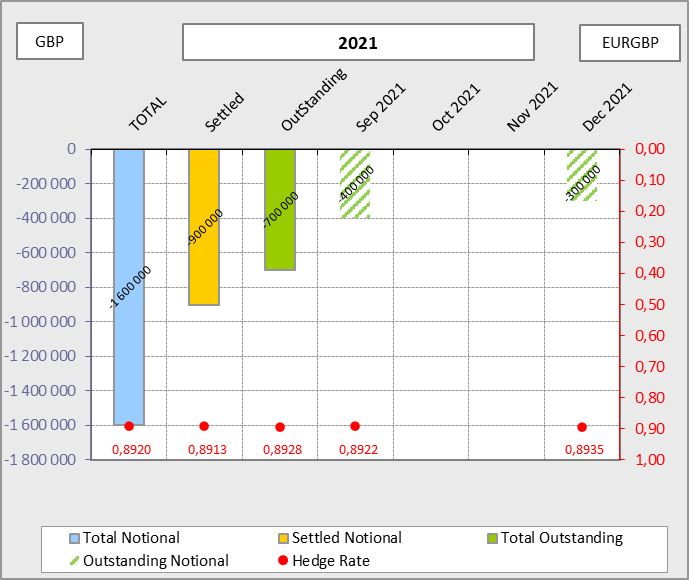 GBP
2021
EURGBP
TOTAL
Settled
OutStanding
Sep 2021
Oct 2021
Nov 2021
Dec 2021
0
-200 000
-400 000
-600 000
-800 000
-1 000 000
-1 200 000
-1 400 000
-1 600 000
-1 800 000
-1 600 000
-900 000
-700 000
-400 000
-300 000
0,00
0,10
0,20
0,30
0,40
0,50
0,60
0,70
0,80
0,90
1,00
0,8920
0,8913
0,8928
0,8922
0,8935
Total Notional
Settled Notional
Total Outstanding
Outstanding Notional
Hedge Rate